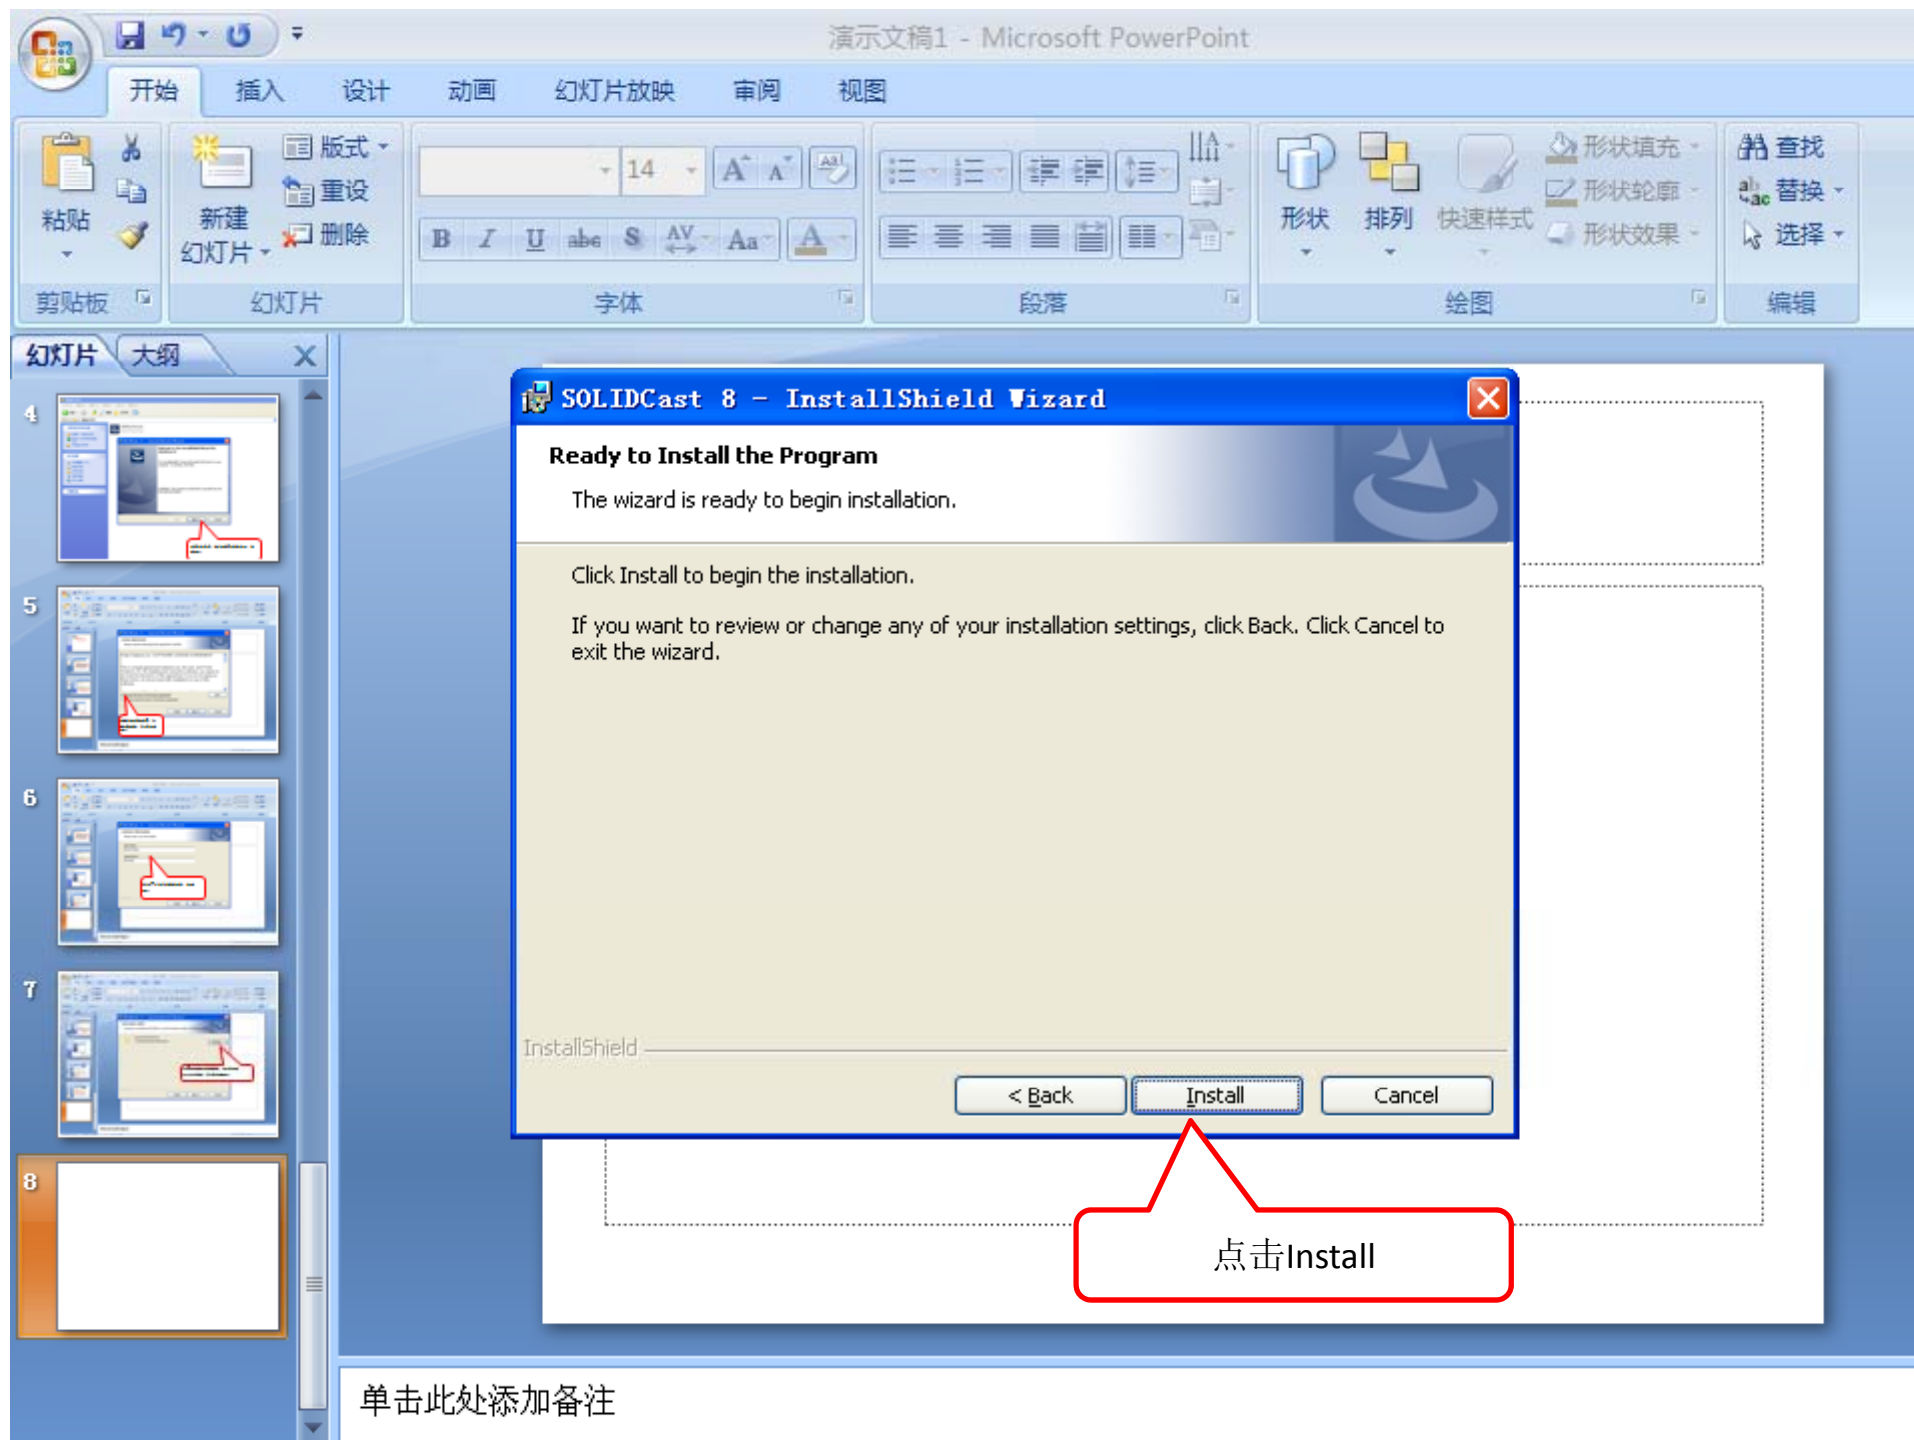 演示文稿1 - Microsoft PowerPoint
开始 插入 设计 动画 幻灯片放映 审阅 视图
粘贴
剪贴板
新建
幻灯片
版式
重设
删除
幻灯片
14
B I U abe S AV Aa A
字体
段落
形状
排列
快速样式
形状填充
形状轮廓
形状效果
绘图
查找
替换
选择
编辑
幻灯片 大纲 X
4
5
6
7
8
SOLIDCast 8 - InstallShield Wizard
Ready to Install the Program
The wizard is ready to begin installation.
Click Install to begin the installation.
If you want to review or change any of your installation settings, click Back. Click Cancel to
exit the wizard.
InstallShield
< Back Install Cancel
点击Install
单击此处添加备注